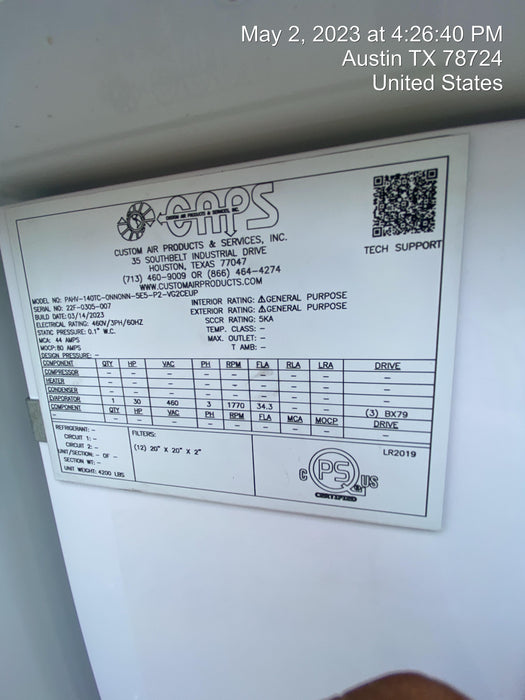 May 2, 2023 at 4:26:40 PM
Austin TX 78724
United States
CAPS
CUSTOM AIR PRODUCTS & SERVICES, INC.
CUSTOM AIR PRODUCTS & SERVICES, INC.
35 SOUTHBELT INDUSTRIAL DRIVE
HOUSTON, TEXAS 77047
(713) 460-9009 OR (866) 464-4274
WWW.CUSTOMAIRPRODUCTS.COM
TECH SUPPORT
MODEL NO: PAHV-140TC-0NN0NN-5E5-P2-VG2CEUP
SERIAL NO: 22F-0305-007
BUILD DATE: 03/14/2023
ELECTRICAL RATING: 460V/3PH/60HZ
STATIC PRESSURE: 0.1" W.C.
MCA: 44 AMPS
MOCP: 80 AMPS
DESIGN PRESSURE: -
INTERIOR RATING: ⚠GENERAL PURPOSE
EXTERIOR RATING: ⚠GENERAL PURPOSE
SCCR RATING: 5KA
TEMP. CLASS: -
MAX. OUTLET: -
T AMB: -
COMPONENT QTY HP VAC PH RPM FLA RLA LRA DRIVE
COMPRESSOR - - - - - - - - -
HEATER - - - - - - - - -
CONDENSER - - - - - - - - -
EVAPORATOR 1 30 460 3 1770 34.3 - - (3) BX79
COMPONENT QTY HP VAC PH RPM FLA MCA MOCP DRIVE
- - - - - - - - - -
REFRIGERANT: -
CIRCUIT 1: -
CIRCUIT 2: -
UNIT/SECTION: - OF -
SECTION WT: -
UNIT WEIGHT: 4200 LBS
FILTERS:
(12) 20" X 20" X 2"
LR2019
C PS US
CERTIFIED